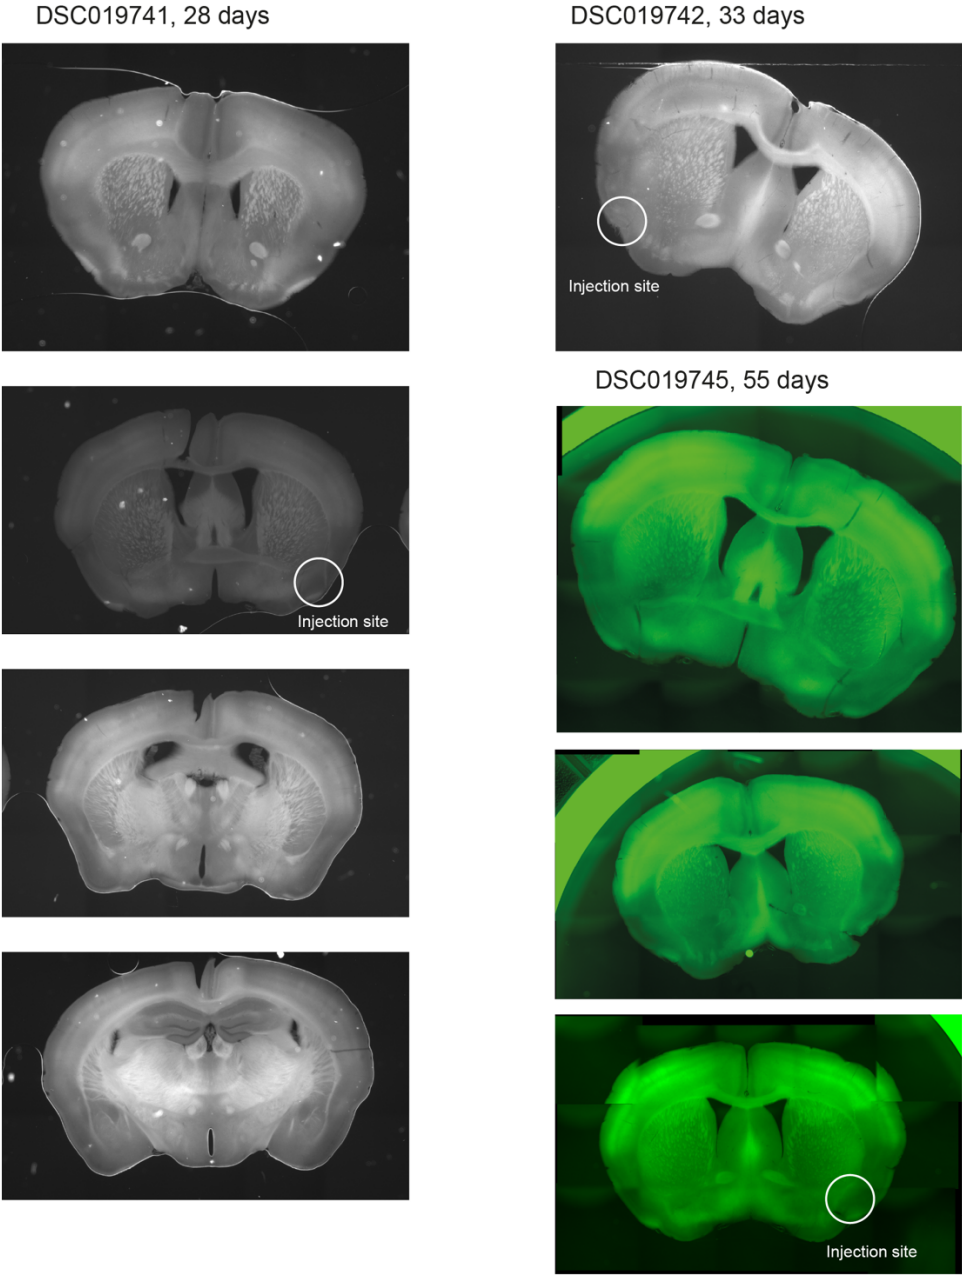 DSC019741, 28 days
DSC019742, 33 days
Injection site
DSC019745, 55 days
Injection site
Injection site